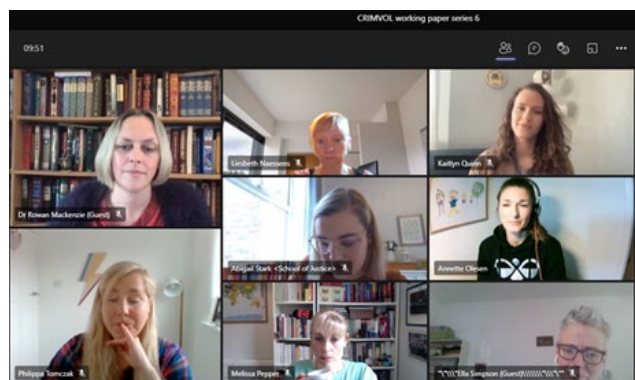 CRIMVOL working paper series 6
09:51
Dr Rowan Mackenzie (Guest)
Liesbeth Naessens
Kaitlyn Quinn
Abigail Stark <School of Justice>
Annette Olesen
Philippa Tomczak
Melissa Pepper
Ella Simpson (Guest)